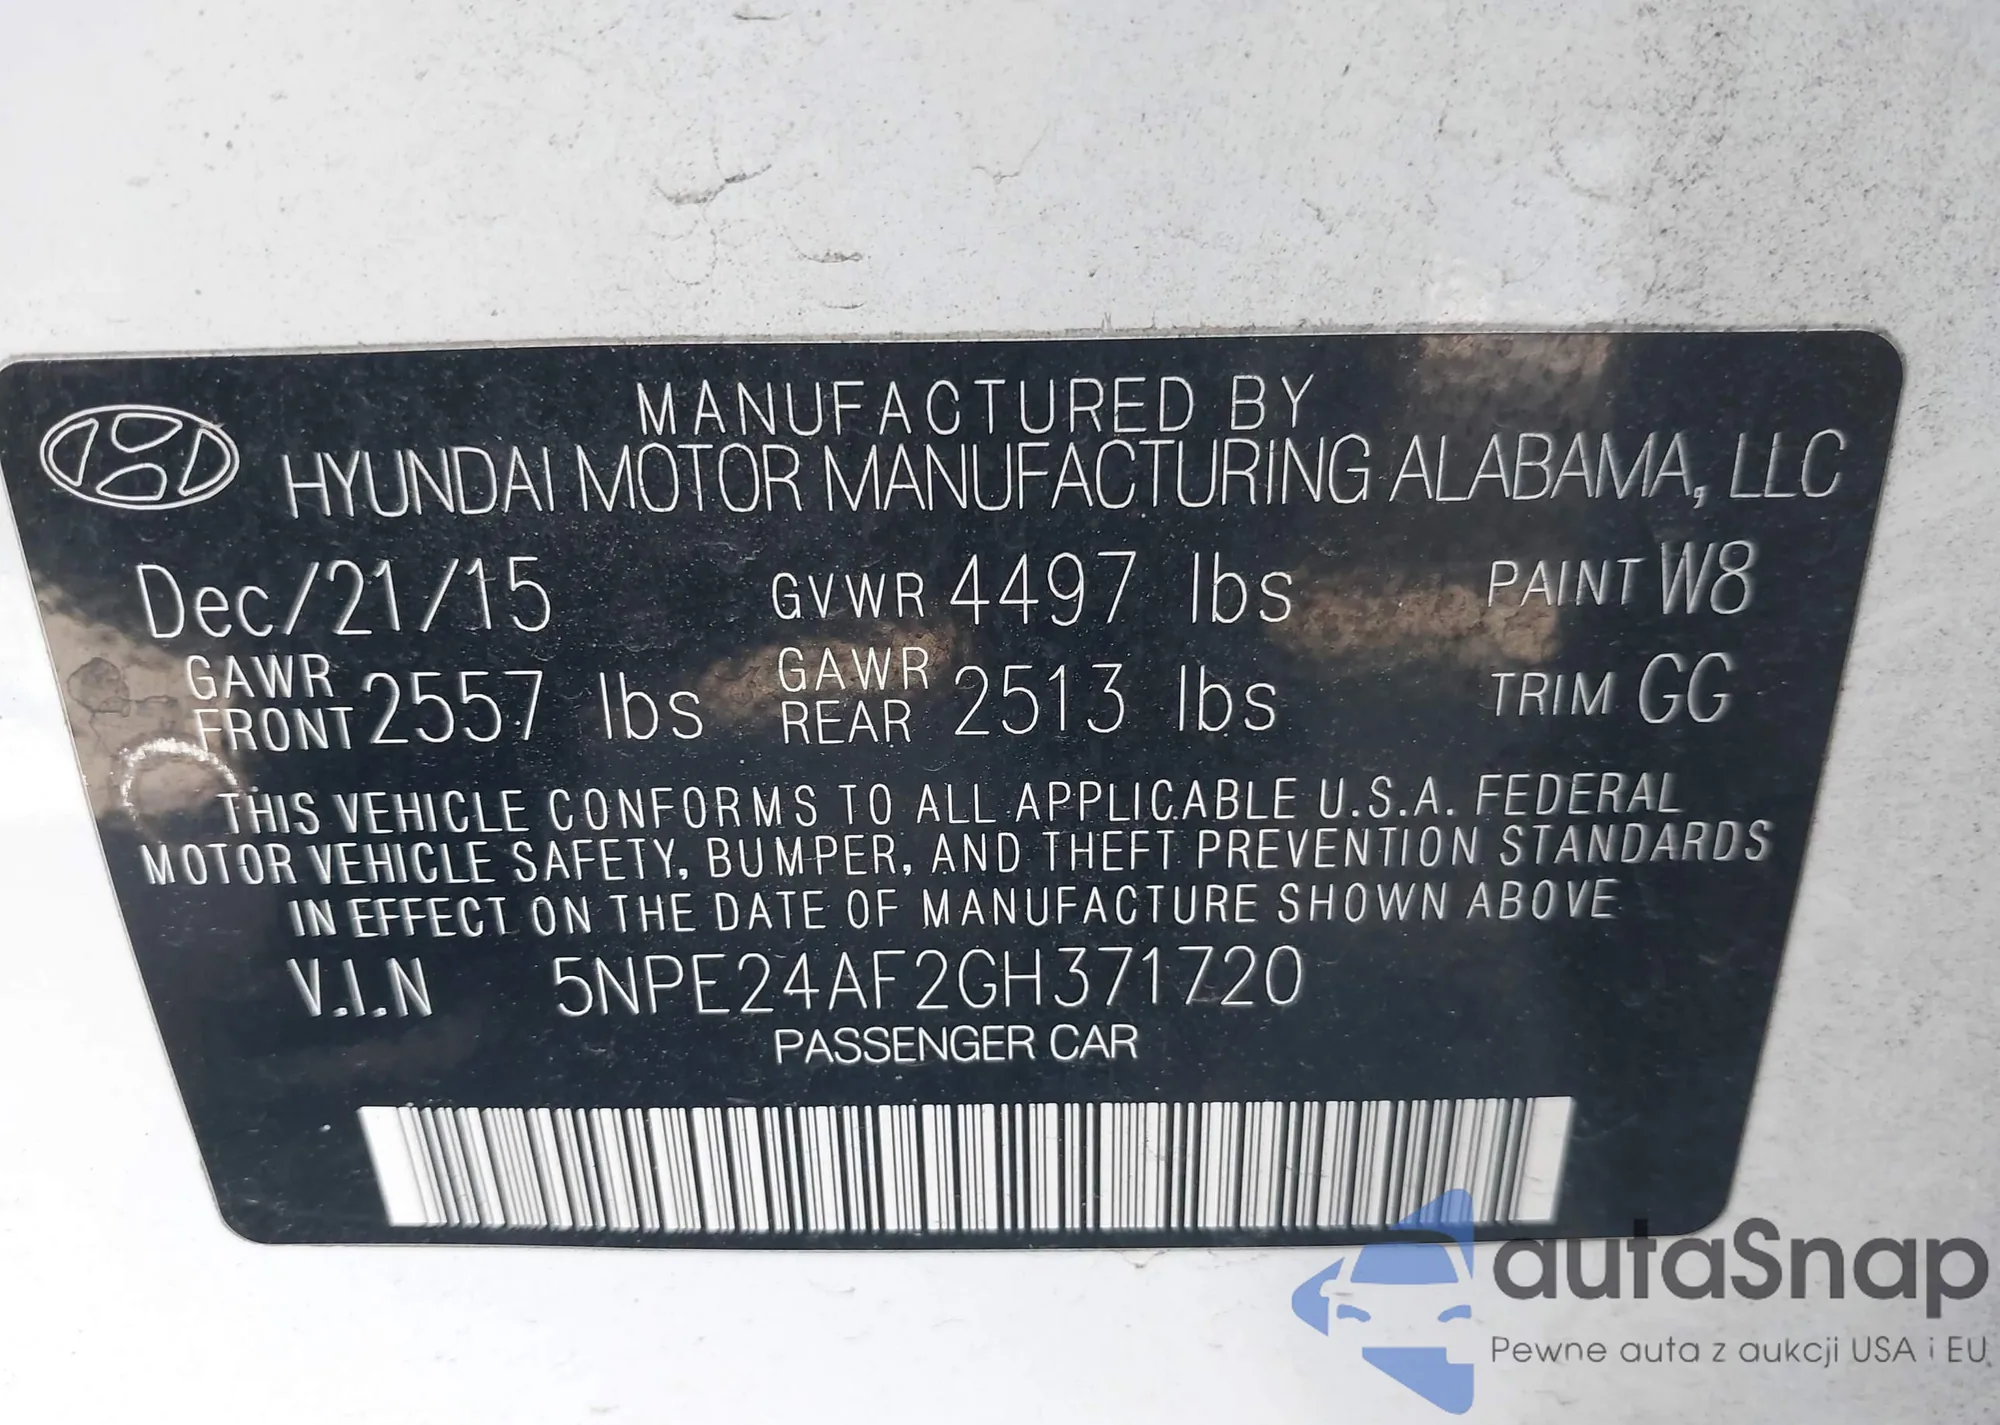 MANUFACTURED BY
HYUNDAI MOTOR MANUFACTURING ALABAMA, LLC
Dec/21/15 GVWR 4497 lbs PAINT W8
GAWR FRONT 2557 lbs GAWR REAR 2513 lbs TRIM GG
THIS VEHICLE CONFORMS TO ALL APPLICABLE U.S.A. FEDERAL
MOTOR VEHICLE SAFETY, BUMPER, AND THEFT PREVENTION STANDARDS
IN EFFECT ON THE DATE OF MANUFACTURE SHOWN ABOVE
V.I.N 5NPE24AF2GH371720
PASSENGER CAR
autaSnap
Pewne auta z aukcji USA i EU